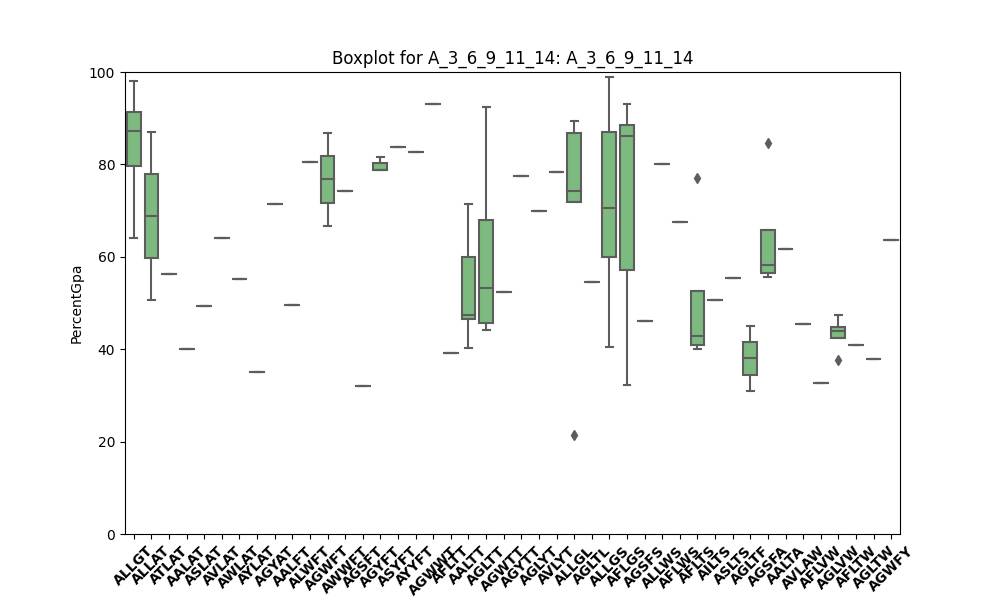 Boxplot for A_3_6_9_11_14: A_3_6_9_11_14
PercentGpa
100
80
60
40
20
0
ALLGT
ALLAT
ATLAT
AALAT
ASLAT
AVLAT
AWLAT
AYLAT
AGYAT
AALFT
ALWFT
AGWFT
AWWFT
AGSFT
AGYFT
ASYFT
AYYFT
AGWWT
AFLTT
AALTT
AGLTT
AGWTT
AGYTT
AGLYT
AVLYT
ALLGL
AGLTL
ALLGS
AFLGS
AGSFS
ALLWS
AFLWS
AFLTS
AILTS
ASLTS
AGLTF
AGSFA
AALTA
AVLAW
AFLVW
AGLVW
AFLTW
AGLTW
AGWFY